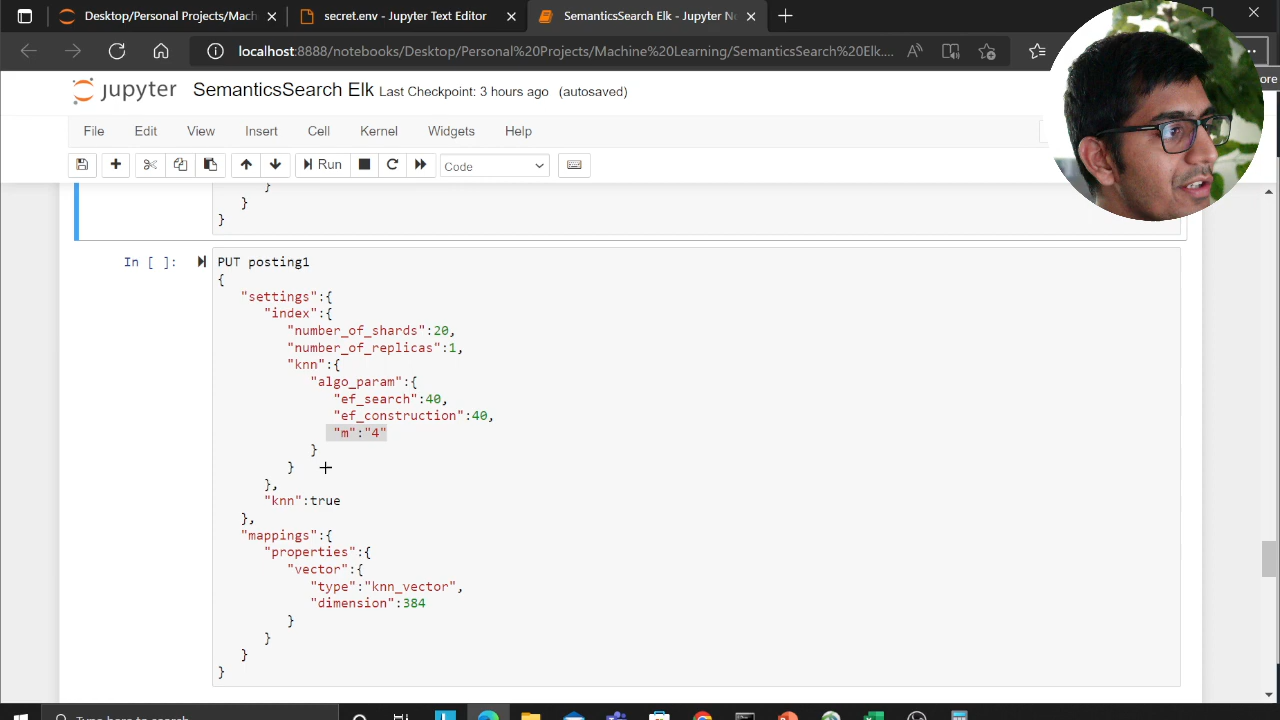 Desktop/Personal Projects/Mach
secret.env - Jupyter Text Editor
SemanticsSearch Elk - Jupyter N
localhost:8888/notebooks/Desktop/Personal%20Projects/Machine%20Learning/SemanticsSearch%20Elk....
ore
jupyter SemanticsSearch Elk Last Checkpoint: 3 hours ago (autosaved)
File Edit View Insert Cell Kernel Widgets Help
Run Code
}
}
}
In [ ]: PUT posting1
{
"settings":{
"index":{
"number_of_shards":20,
"number_of_replicas":1,
"knn":{
"algo_param":{
"ef_search":40,
"ef_construction":40,
"m":"4"
}
}
},
"knn":true
},
"mappings":{
"properties":{
"vector":{
"type":"knn_vector",
"dimension":384
}
}
}
}
Type here to search